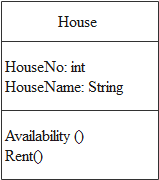 House
HouseNo: int
HouseName: String
Availability ()
Rent()